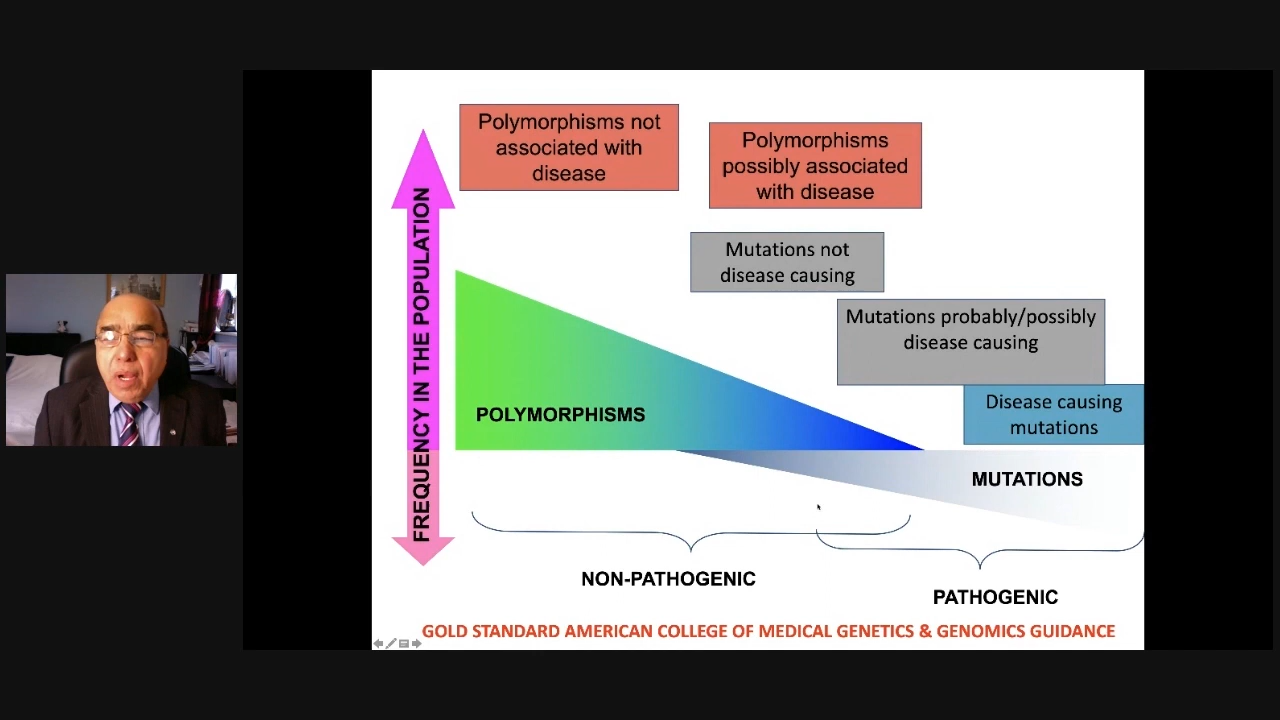 Polymorphisms not
associated with
disease
Polymorphisms
possibly associated
with disease
Mutations not
disease causing
Mutations probably/possibly
disease causing
Disease causing
mutations
FREQUENCY IN THE POPULATION
POLYMORPHISMS
MUTATIONS
NON-PATHOGENIC
PATHOGENIC
GOLD STANDARD AMERICAN COLLEGE OF MEDICAL GENETICS & GENOMICS GUIDANCE